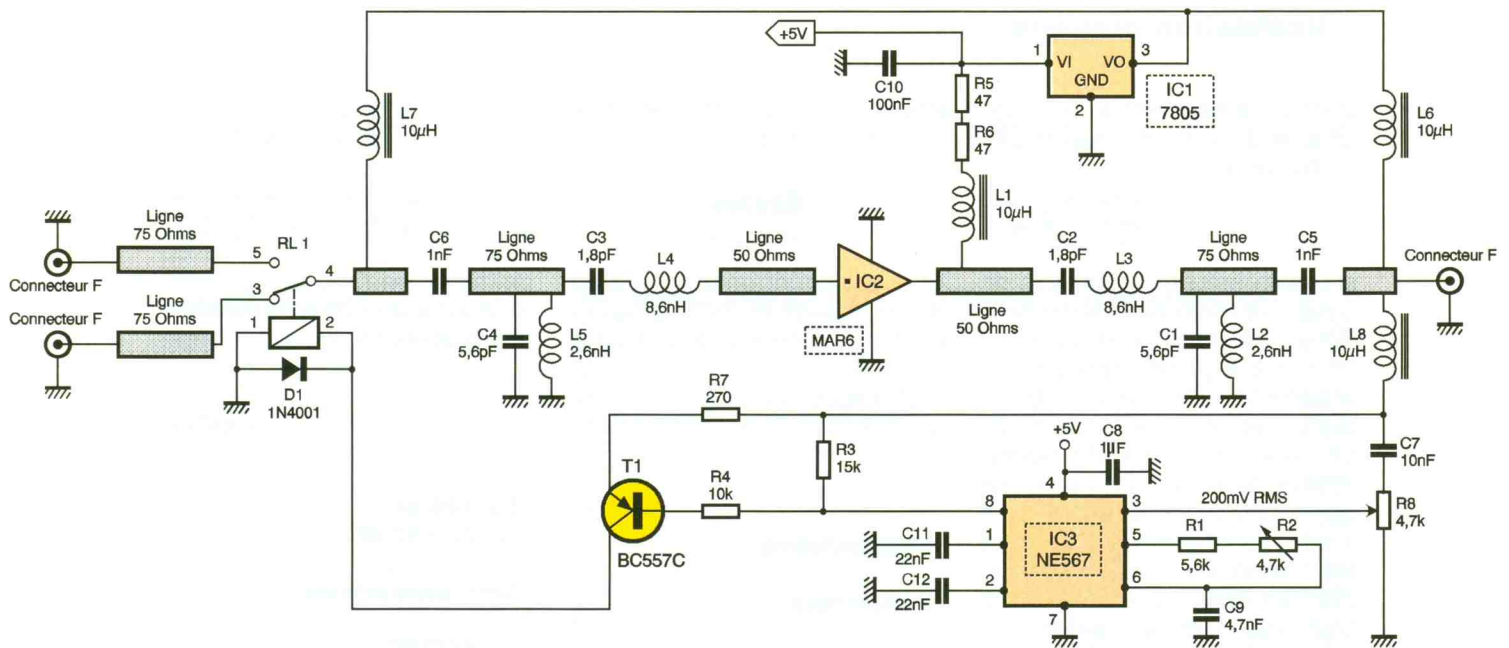 +5V
1
VI
VO
3
GND
2
IC1
7805
C10
100nF
R5
47
R6
47
L7
10µH
L6
10µH
L1
10µH
Ligne
75 Ohms
RL 1
5
4
3
Connecteur F
Connecteur F
Ligne
75 Ohms
1
2
D1
1N4001
C6
1nF
Ligne
75 Ohms
C3
1,8pF
L4
8,6nH
Ligne
50 Ohms
IC2
MAR6
Ligne
50 Ohms
C2
1,8pF
L3
8,6nH
Ligne
75 Ohms
C5
1nF
Connecteur F
C4
5,6pF
L5
2,6nH
C1
5,6pF
L2
2,6nH
L8
10µH
R7
270
R3
15k
R4
10k
T1
BC557C
+5V
C8
1µF
C7
10nF
4
8
3
200mV RMS
R8
4,7k
1
IC3
NE567
5
R1
5,6k
R2
4,7k
2
6
7
C11
22nF
C12
22nF
C9
4,7nF